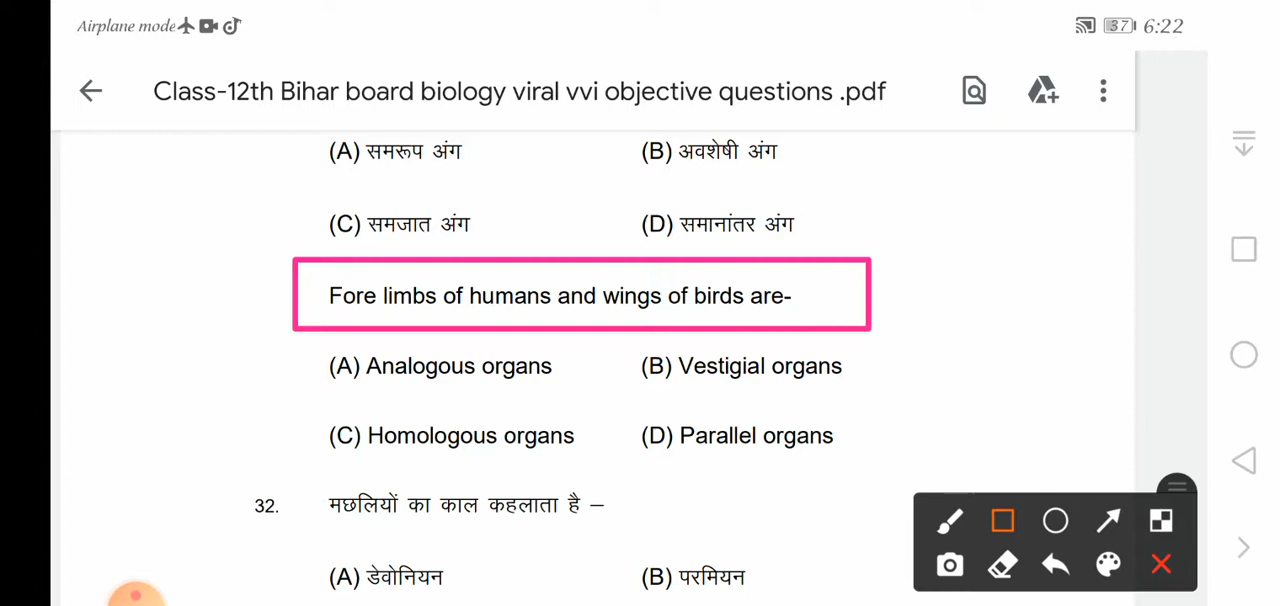 Airplane mode 37 6:22
Class-12th Bihar board biology viral vvi objective questions .pdf
(A) समरूप अंग (B) अवशेषी अंग
(C) समजात अंग (D) समानांतर अंग
Fore limbs of humans and wings of birds are-
(A) Analogous organs (B) Vestigial organs
(C) Homologous organs (D) Parallel organs
32. मछलियों का काल कहलाता है –
(A) डेवोनियन (B) परमियन